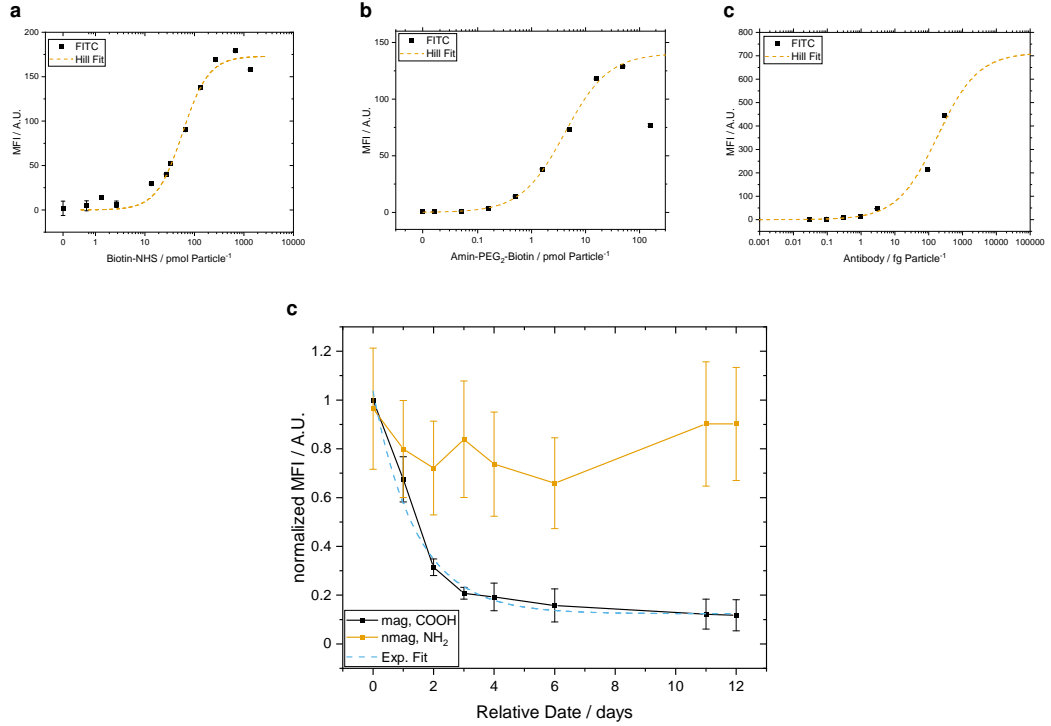 a
FITC
Hill Fit
MFI / A.U.
175
150
125
100
75
50
25
0
200
0
1
10
100
1000
10000
Biotin-NHS / pmol Particle⁻¹
b
FITC
Hill Fit
MFI / A.U.
150
100
50
0
0
0.1
1
10
100
Amin-PEG₂-Biotin / pmol Particle⁻¹
c
FITC
Hill Fit
MFI / A.U.
800
700
600
500
400
300
200
100
0
0.001
0.01
0.1
1
10
100
1000
10000
100000
Antibody / fg Particle⁻¹
c
normalized MFI / A.U.
1.2
1
0.8
0.6
0.4
0.2
0
mag, COOH
nmag, NH₂
Exp. Fit
0
2
4
6
8
10
12
Relative Date / days